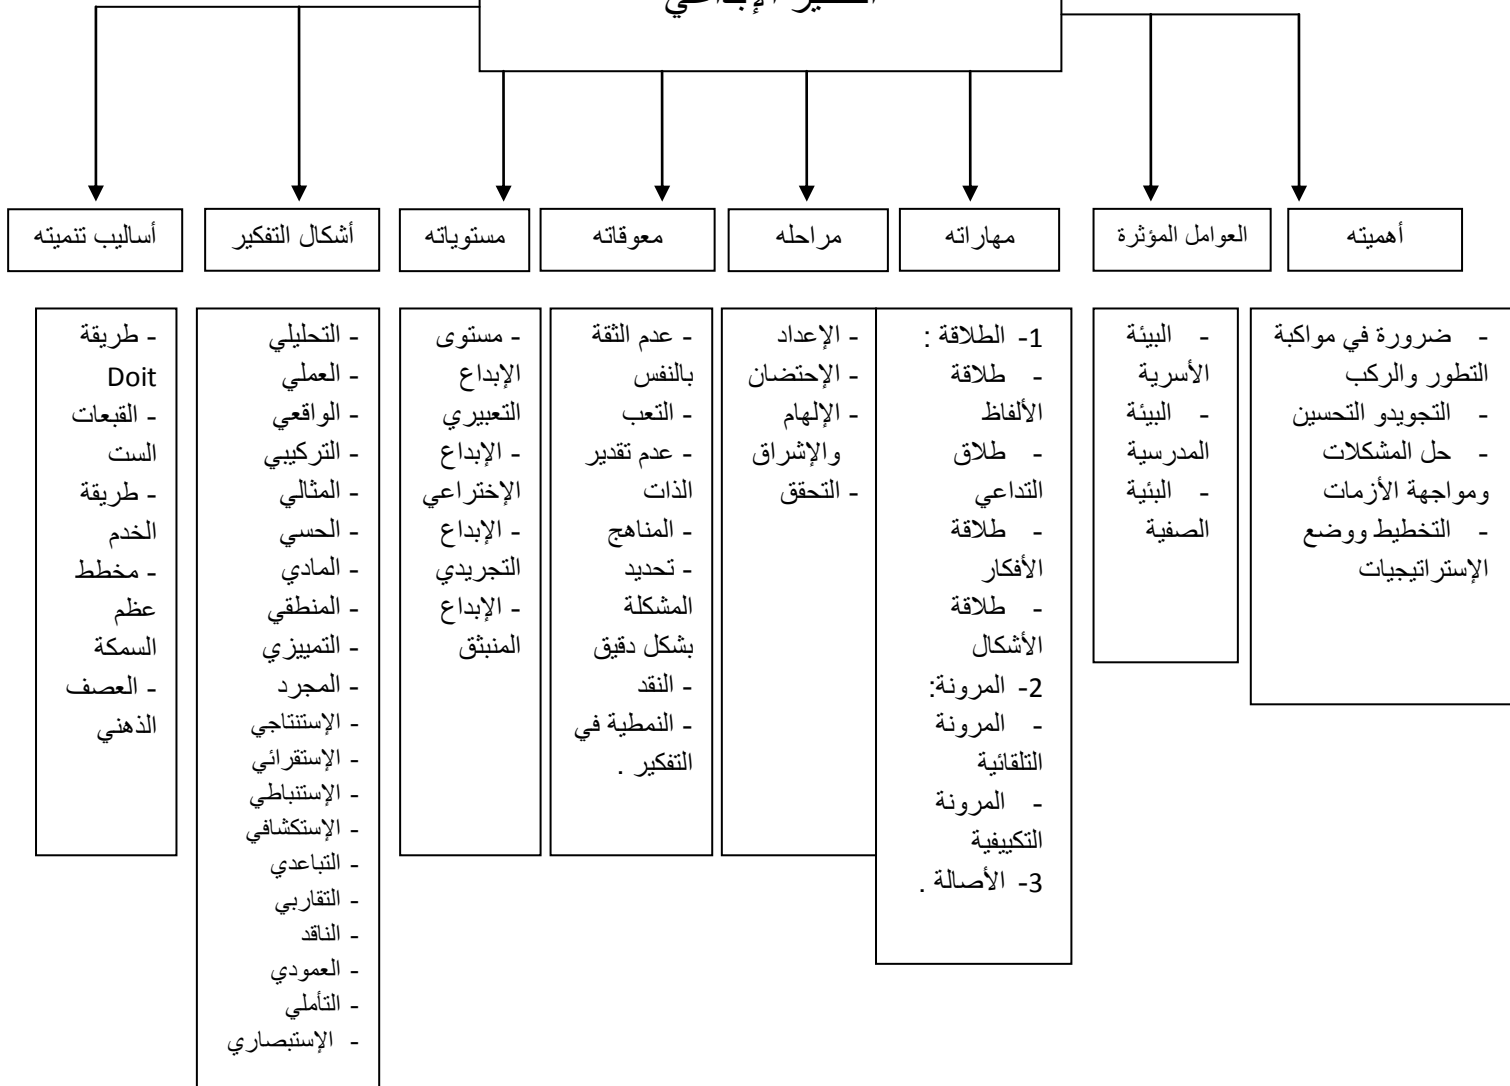 الإبداعي
أهميته
العوامل المؤثرة
مهاراته
مراحله
معوقاته
مستوياته
أشكال التفكير
أساليب تنميته
- ضرورة في مواكبة
التطور والركب
- التجويدو التحسين
- حل المشكلات
ومواجهة الأزمات
- التخطيط ووضع
الإستراتيجيات
- البيئة
الأسرية
- البيئة
المدرسية
- البئية
الصفية
1- الطلاقة :
- طلاقة
الألفاظ
- طلاق
التداعي
- طلاقة
الأفكار
- طلاقة
الأشكال
2- المرونة:
- المرونة
التلقائية
- المرونة
التكييفية
3- الأصالة .
- الإعداد
- الإحتضان
- الإلهام
والإشراق
- التحقق
- عدم الثقة
بالنفس
- التعب
- عدم تقدير
الذات
- المناهج
- تحديد
المشكلة
بشكل دقيق
- النقد
- النمطية في
التفكير .
- مستوى
الإبداع
التعبيري
- الإبداع
الإختراعي
- الإبداع
التجريدي
- الإبداع
المنبثق
- التحليلي
- العملي
- الواقعي
- التركيبي
- المثالي
- الحسي
- المادي
- المنطقي
- التمييزي
- المجرد
- الإستنتاجي
- الإستقرائي
- الإستنباطي
- الإستكشافي
- التباعدي
- التقاربي
- الناقد
- العمودي
- التأملي
- الإستبصاري
- طريقة
Doit
- القبعات
الست
- طريقة
الخدم
- مخطط
عظم
السمكة
- العصف
الذهني